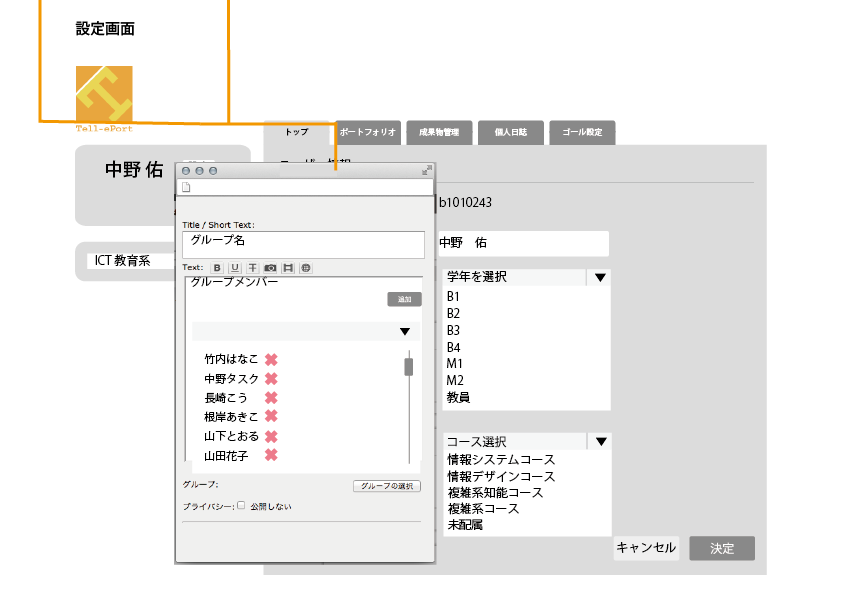 設定画面
Tell-ePort
トップ
ポートフォリオ
成果物管理
個人日誌
ゴール設定
中野 佑
b1010243
Title / Short Text:
グループ名
中野 佑
ICT 教育系
Text: B U T
グループメンバー
追加
学年を選択 ▼
B1
B2
B3
B4
M1
M2
教員
▼
竹内はなこ ✖
中野タスク ✖
長崎こう ✖
根岸あきこ ✖
山下とおる ✖
山田花子 ✖
コース選択 ▼
情報システムコース
情報デザインコース
複雑系知能コース
複雑系コース
未配属
グループ:
グループの選択
プライバシー: 公開しない
キャンセル
決定